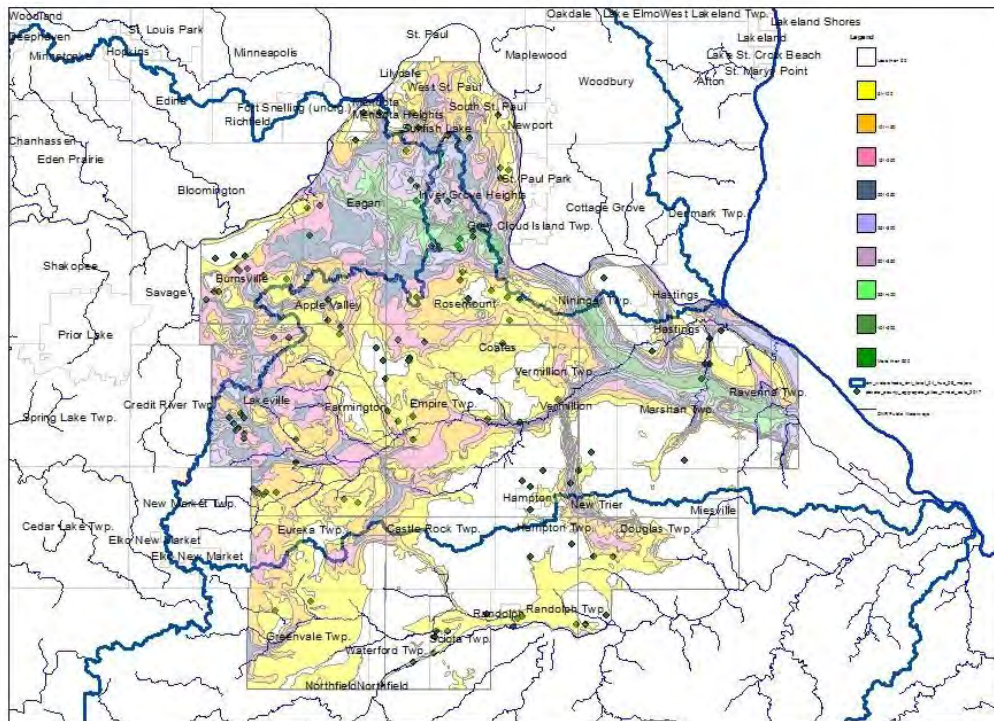 Woodland
Deephaven
Minnetonka
Hopkins
St. Louis Park
Minneapolis
St. Paul
Oakdale
Lake Elmo
West Lakeland Twp.
Lakeland Shores
Maplewood
Lakeland
Lake St. Croix Beach
St. Marys Point
Legend
Edina
Lilydale
West St. Paul
Woodbury
Afton
Fort Snelling (unorg.)
Richfield
Mendota
Mendota Heights
South St. Paul
Sunfish Lake
Newport
Chanhassen
Eden Prairie
Bloomington
Eagan
Inver Grove Heights
St. Paul Park
Cottage Grove
Denmark Twp.
Grey Cloud Island Twp.
Shakopee
Savage
Burnsville
Apple Valley
Rosemount
Nininger Twp.
Hastings
Hastings
Prior Lake
Coates
Vermillion Twp.
Ravenna Twp.
Spring Lake Twp.
Credit River Twp.
Lakeville
Farmington
Empire Twp.
Vermillion
Marshan Twp.
New Market Twp.
Hampton
New Trier
Miesville
Cedar Lake Twp.
Elko New Market
Elko New Market
Eureka Twp.
Castle Rock Twp.
Hampton Twp.
Douglas Twp.
Greenvale Twp.
Randolph
Randolph Twp.
Sciota Twp.
Waterford Twp.
Northfield
Northfield